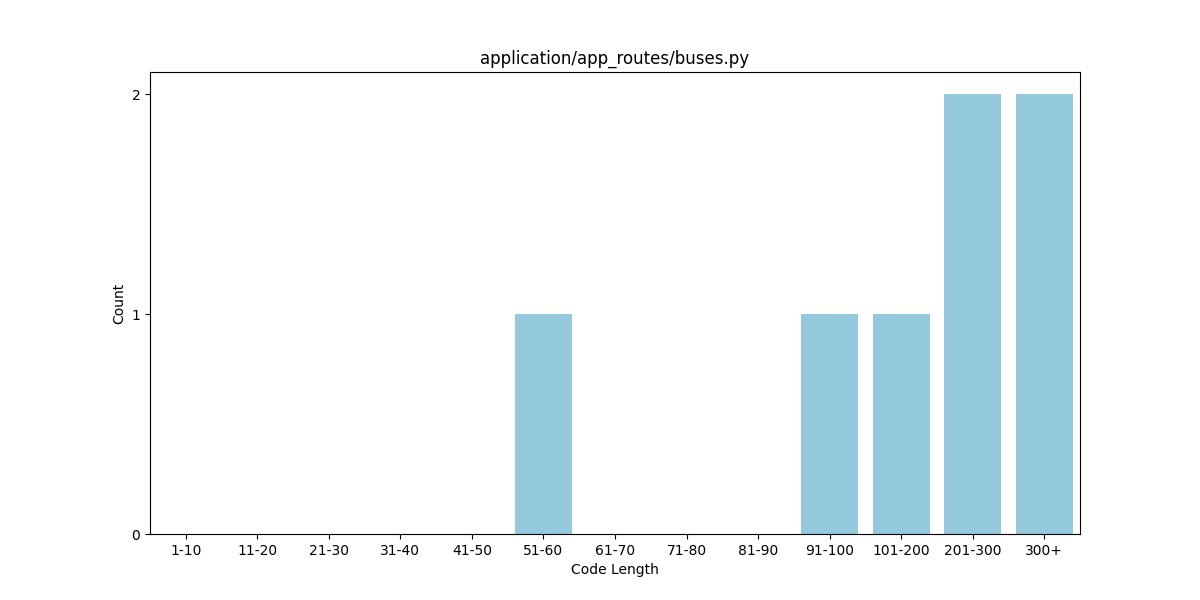 application/app_routes/buses.py
2
1
0
Count
1-10 11-20 21-30 31-40 41-50 51-60 61-70 71-80 81-90 91-100 101-200 201-300 300+
Code Length